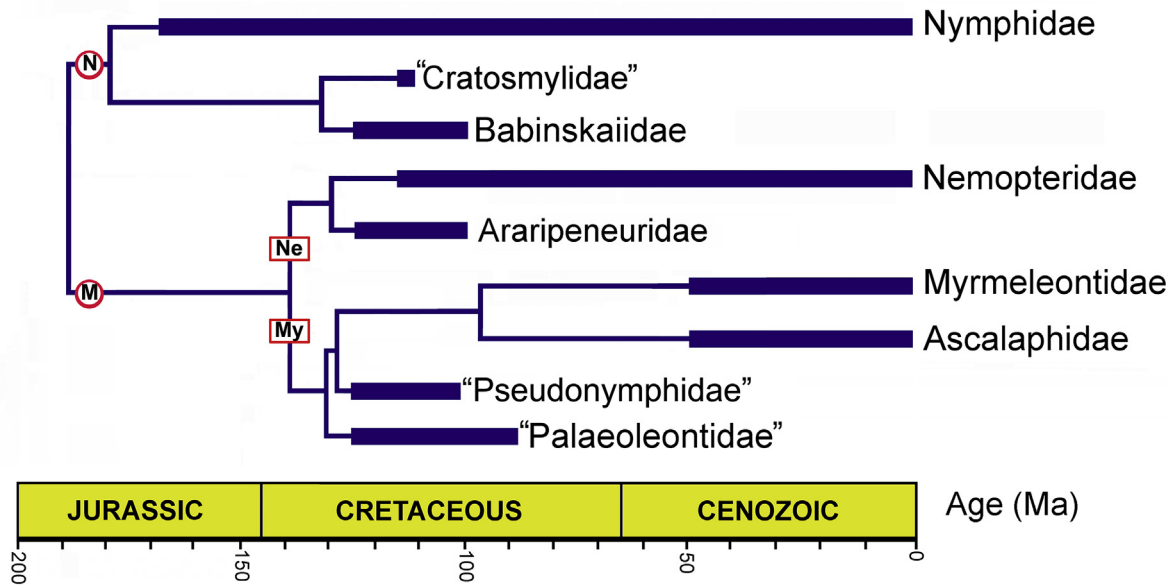 Nymphidae
N
“Cratosmylidae”
Babinskaiidae
Nemopteridae
Araripeneuridae
Ne
Myrmeleontidae
M
My
Ascalaphidae
“Pseudonymphidae”
“Palaeoleontidae”
JURASSIC CRETACEOUS CENOZOIC Age (Ma)
200 150 100 50 0